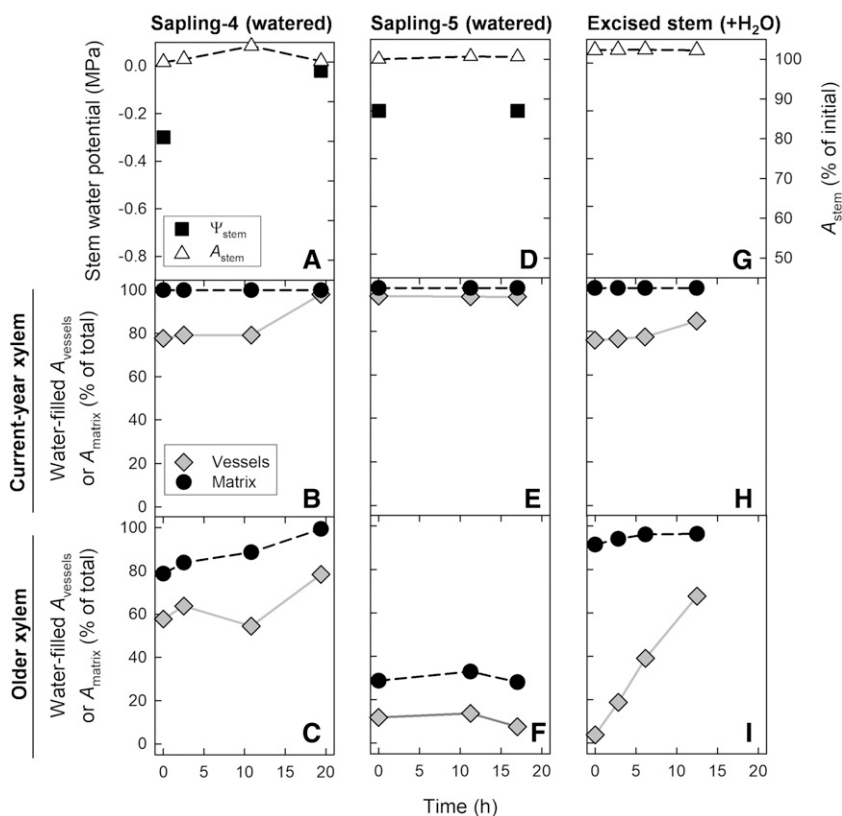 Sapling-4 (watered)
Sapling-5 (watered)
Excised stem (+H₂O)
Stem water potential (MPa)
0.0
-0.2
-0.4
-0.6
-0.8
Ψstem
Astem
A
D
G
100
90
80
70
60
50
Astem (% of initial)
Current-year xylem
Water-filled Avessels
or Amatrix (% of total)
100
80
60
40
20
0
Vessels
Matrix
B
E
H
Older xylem
Water-filled Avessels
or Amatrix (% of total)
100
80
60
40
20
0
C
F
I
0 5 10 15 20
0 5 10 15 20
0 5 10 15 20
Time (h)